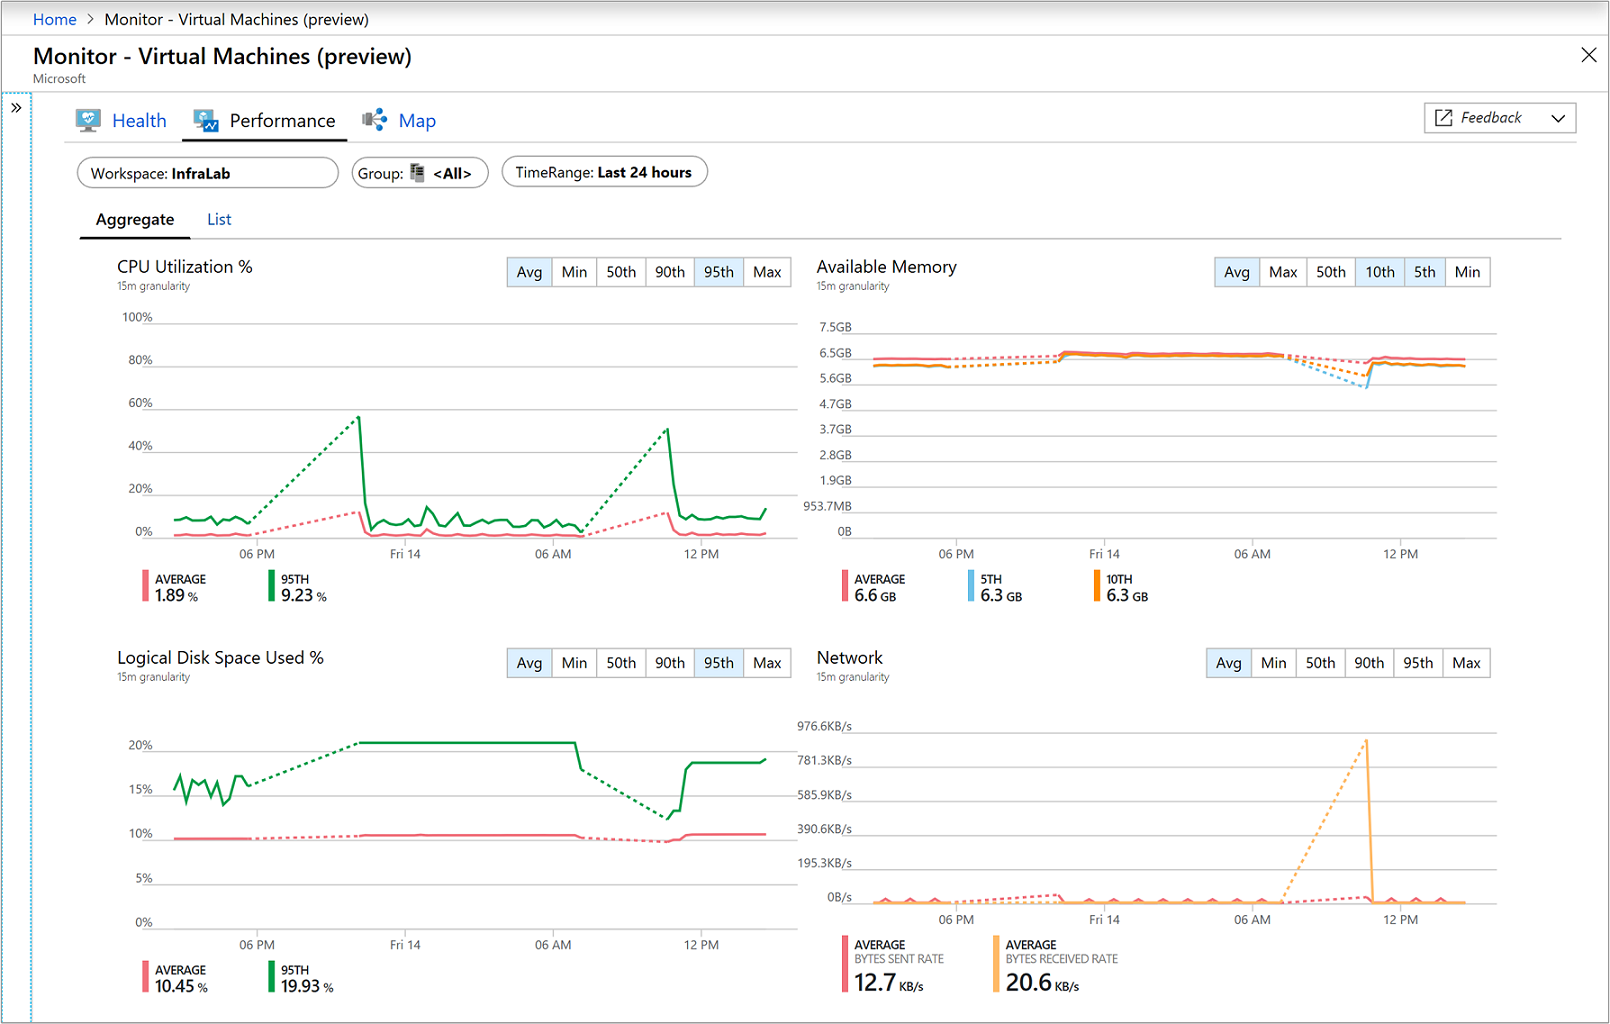 Home > Monitor - Virtual Machines (preview)
Monitor - Virtual Machines (preview)
Microsoft
Health Performance Map
Feedback
Workspace: InfraLab Group: <All> TimeRange: Last 24 hours
Aggregate List
CPU Utilization %
15m granularity
Avg Min 50th 90th 95th Max
100%
80%
60%
40%
20%
0%
06 PM Fri 14 06 AM 12 PM
AVERAGE 95TH
1.89 % 9.23 %
Available Memory
15m granularity
Avg Max 50th 10th 5th Min
7.5GB
6.5GB
5.6GB
4.7GB
3.7GB
2.8GB
1.9GB
953.7MB
0B
06 PM Fri 14 06 AM 12 PM
AVERAGE 5TH 10TH
6.6 GB 6.3 GB 6.3 GB
Logical Disk Space Used %
15m granularity
Avg Min 50th 90th 95th Max
20%
15%
10%
5%
0%
06 PM Fri 14 06 AM 12 PM
AVERAGE 95TH
10.45 % 19.93 %
Network
15m granularity
Avg Min 50th 90th 95th Max
976.6KB/s
781.3KB/s
585.9KB/s
390.6KB/s
195.3KB/s
0B/s
06 PM Fri 14 06 AM 12 PM
AVERAGE AVERAGE
BYTES SENT RATE BYTES RECEIVED RATE
12.7 KB/s 20.6 KB/s